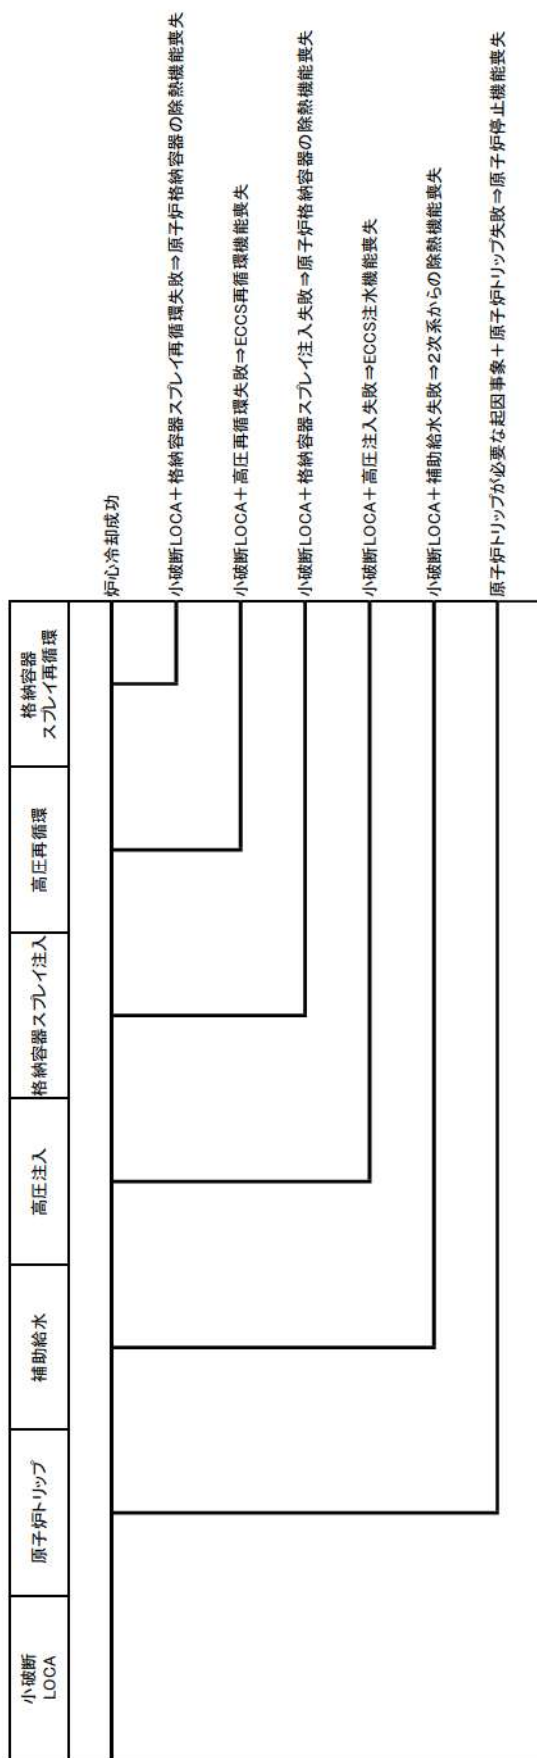 小破断
LOCA
原子炉トリップ
補助給水
高圧注入
格納容器スプレイ注入
高圧再循環
格納容器
スプレイ再循環
炉心冷却成功
小破断LOCA＋格納容器スプレイ再循環失敗⇒原子炉格納容器の除熱機能喪失
小破断LOCA＋高圧再循環失敗⇒ECCS再循環機能喪失
小破断LOCA＋格納容器スプレイ注入失敗⇒原子炉格納容器の除熱機能喪失
小破断LOCA＋高圧注入失敗⇒ECCS注水機能喪失
小破断LOCA＋補助給水失敗⇒2次系からの除熱機能喪失
原子炉トリップが必要な起因事象＋原子炉トリップ失敗⇒原子炉停止機能喪失